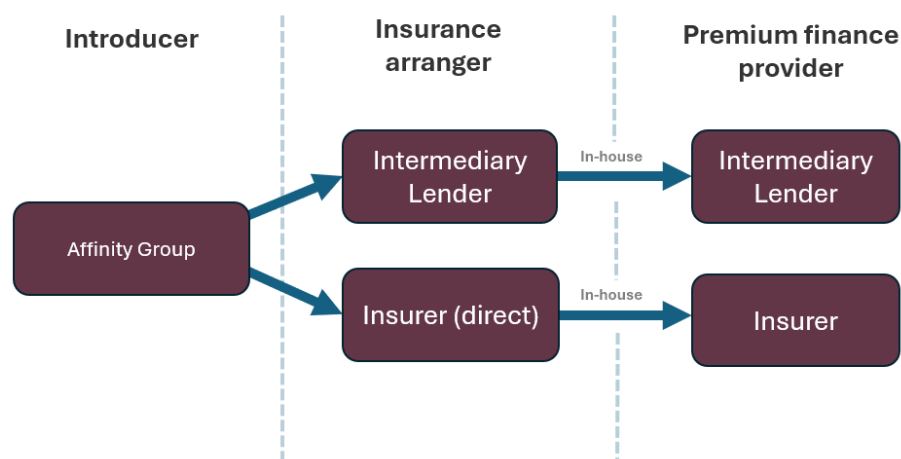 Introducer
Insurance
arranger
Premium finance
provider
Intermediary
Lender
In-house
Intermediary
Lender
Affinity Group
Insurer (direct)
In-house
Insurer